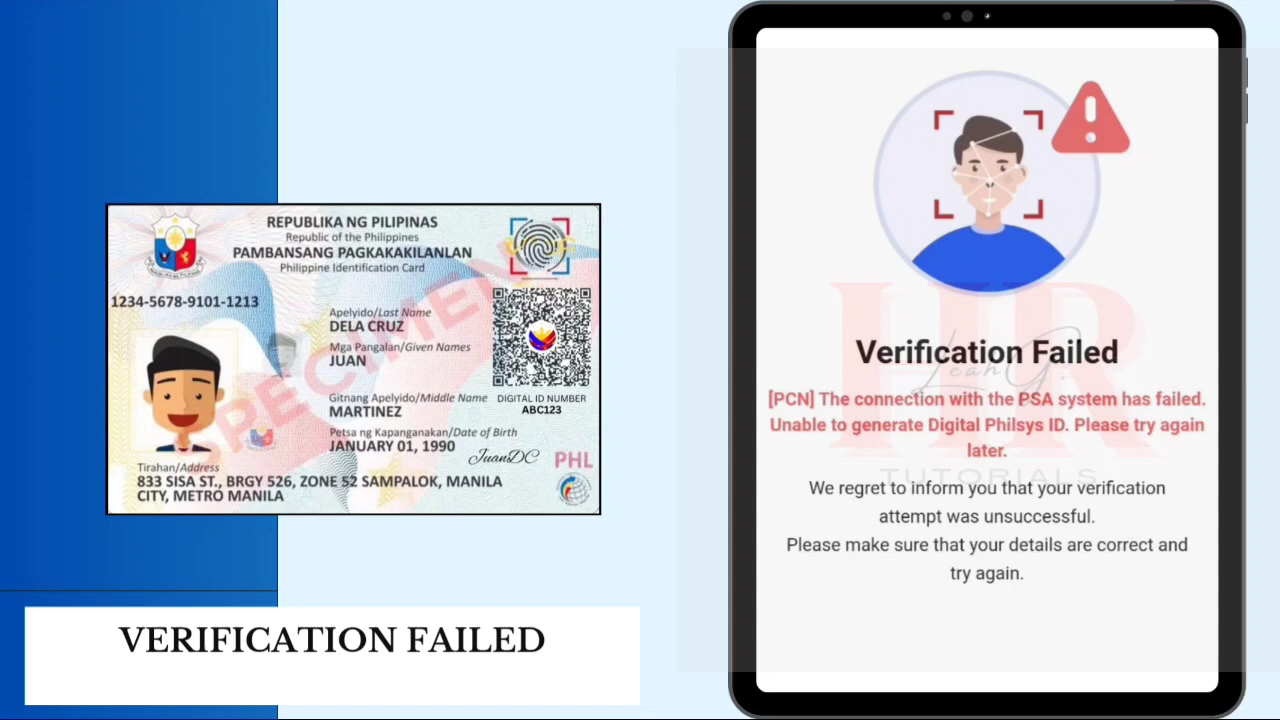 REPUBLIKA NG PILIPINAS
Republic of the Philippines
PAMBANSANG PAGKAKAKILANLAN
Philippine Identification Card
1234-5678-9101-1213
Apelyido/Last Name
DELA CRUZ
Mga Pangalan/Given Names
JUAN
Gitnang Apelyido/Middle Name
MARTINEZ
Petsa ng Kapanganakan/Date of Birth
JANUARY 01, 1990
DIGITAL ID NUMBER
ABC123
JuanDC
PHL
Tirahan/Address
833 SISA ST., BRGY 526, ZONE 52 SAMPALOK, MANILA
CITY, METRO MANILA
SPECIMEN
VERIFICATION FAILED
Verification Failed
[PCN] The connection with the PSA system has failed.
Unable to generate Digital Philsys ID. Please try again
later.
We regret to inform you that your verification
attempt was unsuccessful.
Please make sure that your details are correct and
try again.
HR
Leah G.
TUTORIALS